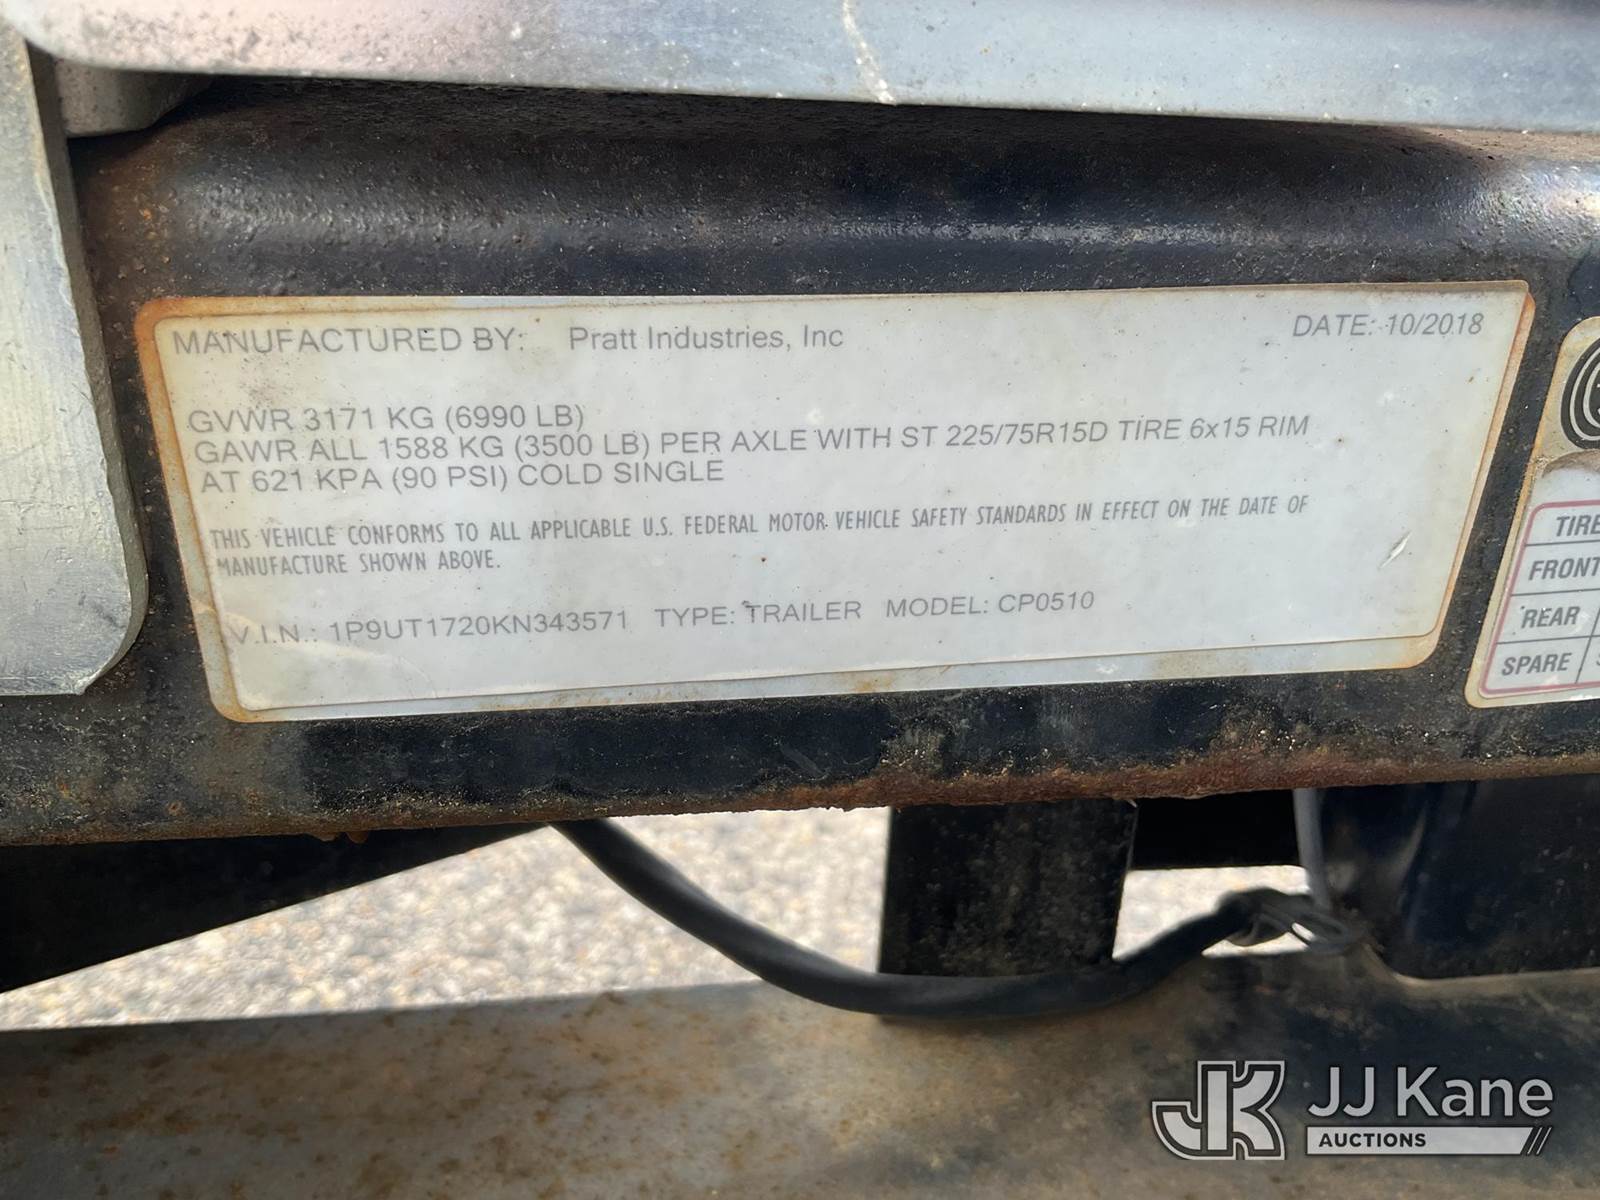 MANUFACTURED BY: Pratt Industries, Inc DATE: 10/2018
GVWR 3171 KG (6990 LB)
GAWR ALL 1588 KG (3500 LB) PER AXLE WITH ST 225/75R15D TIRE 6x15 RIM
AT 621 KPA (90 PSI) COLD SINGLE
THIS VEHICLE CONFORMS TO ALL APPLICABLE U.S. FEDERAL MOTOR VEHICLE SAFETY STANDARDS IN EFFECT ON THE DATE OF
MANUFACTURE SHOWN ABOVE.
V.I.N.: 1P9UT1720KN343571 TYPE: TRAILER MODEL: CP0510
TIRE
FRONT
REAR
SPARE
JK JJ Kane
AUCTIONS